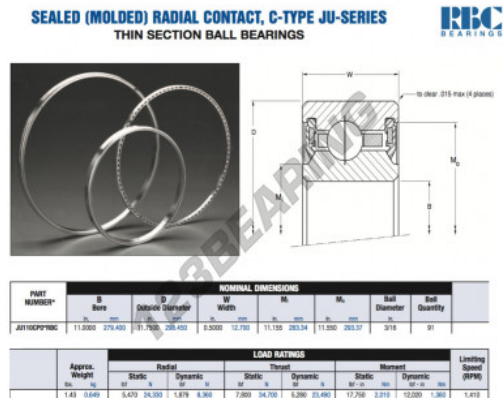 SEALED (MOLDED) RADIAL CONTACT, C-TYPE JU-SERIES
THIN SECTION BALL BEARINGS
RBC
BEARINGS
W
to clear .015 max (4 places)
D
B
123BEARING
NOMINAL DIMENSIONS
PART NUMBER* B Bore D Outside Diameter W Width Ball Diameter Ball Quantity
in. mm in. mm in. mm in. mm in. mm in.
11.0000 279.400 11.7500 298.450 0.5000 12.700 11.155 283.34 11.550 293.37 3/16 91
LOAD RATINGS
Approx. Weight Radial Thrust Moment Limiting Speed (RPM)
Static Dynamic Static Dynamic Static Dynamic
lbs. kg lbf N lbf N lbf N lbf N lbf - in Nm lbf - in Nm
1.43 0.649 5,470 24,330 1,879 8,360 7,800 34,700 5,280 23,490 17,750 2,010 12,020 1,360 1,410